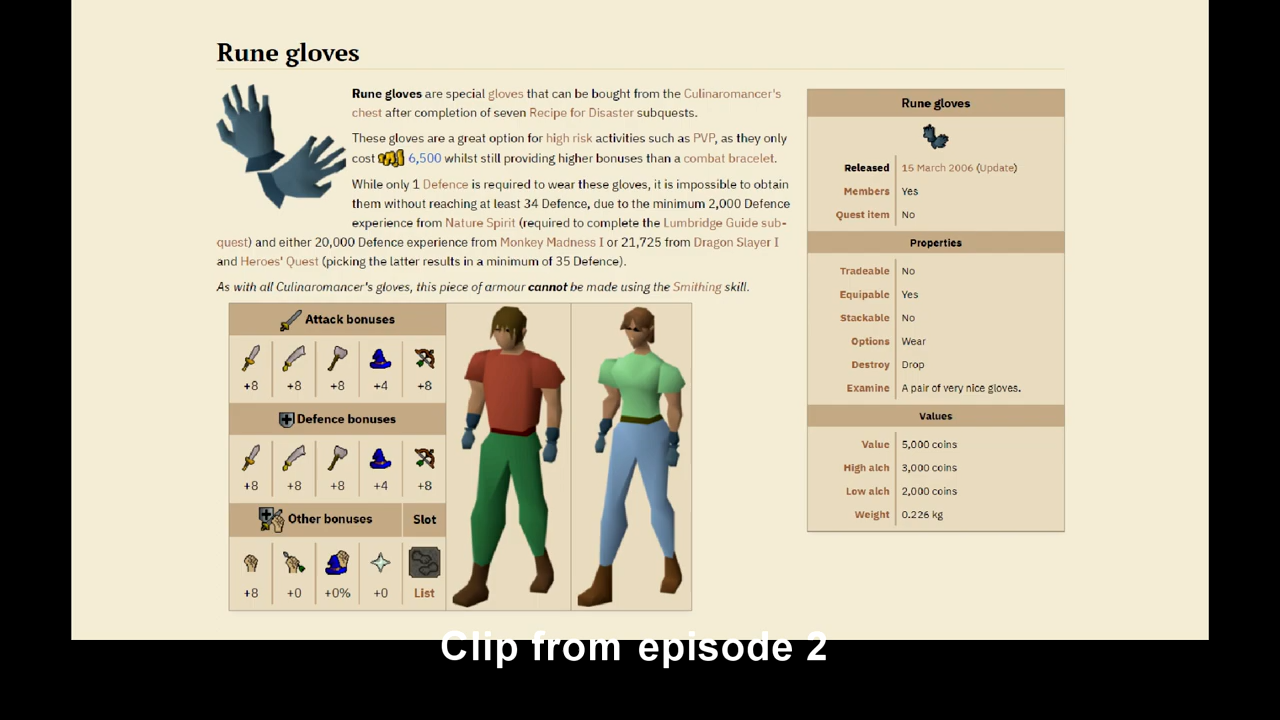 Rune gloves
Rune gloves are special gloves that can be bought from the Culinaromancer's
chest after completion of seven Recipe for Disaster subquests.
These gloves are a great option for high risk activities such as PVP, as they only
cost 6,500 whilst still providing higher bonuses than a combat bracelet.
While only 1 Defence is required to wear these gloves, it is impossible to obtain
them without reaching at least 34 Defence, due to the minimum 2,000 Defence
experience from Nature Spirit (required to complete the Lumbridge Guide sub-
quest) and either 20,000 Defence experience from Monkey Madness I or 21,725 from Dragon Slayer I
and Heroes' Quest (picking the latter results in a minimum of 35 Defence).
As with all Culinaromancer's gloves, this piece of armour cannot be made using the Smithing skill.
Attack bonuses
+8 +8 +8 +4 +8
Defence bonuses
+8 +8 +8 +4 +8
Other bonuses Slot
+8 +0 +0% +0 List
Rune gloves
Released 15 March 2006 (Update)
Members Yes
Quest item No
Properties
Tradeable No
Equipable Yes
Stackable No
Options Wear
Destroy Drop
Examine A pair of very nice gloves.
Values
Value 5,000 coins
High alch 3,000 coins
Low alch 2,000 coins
Weight 0.226 kg
Clip from episode 2